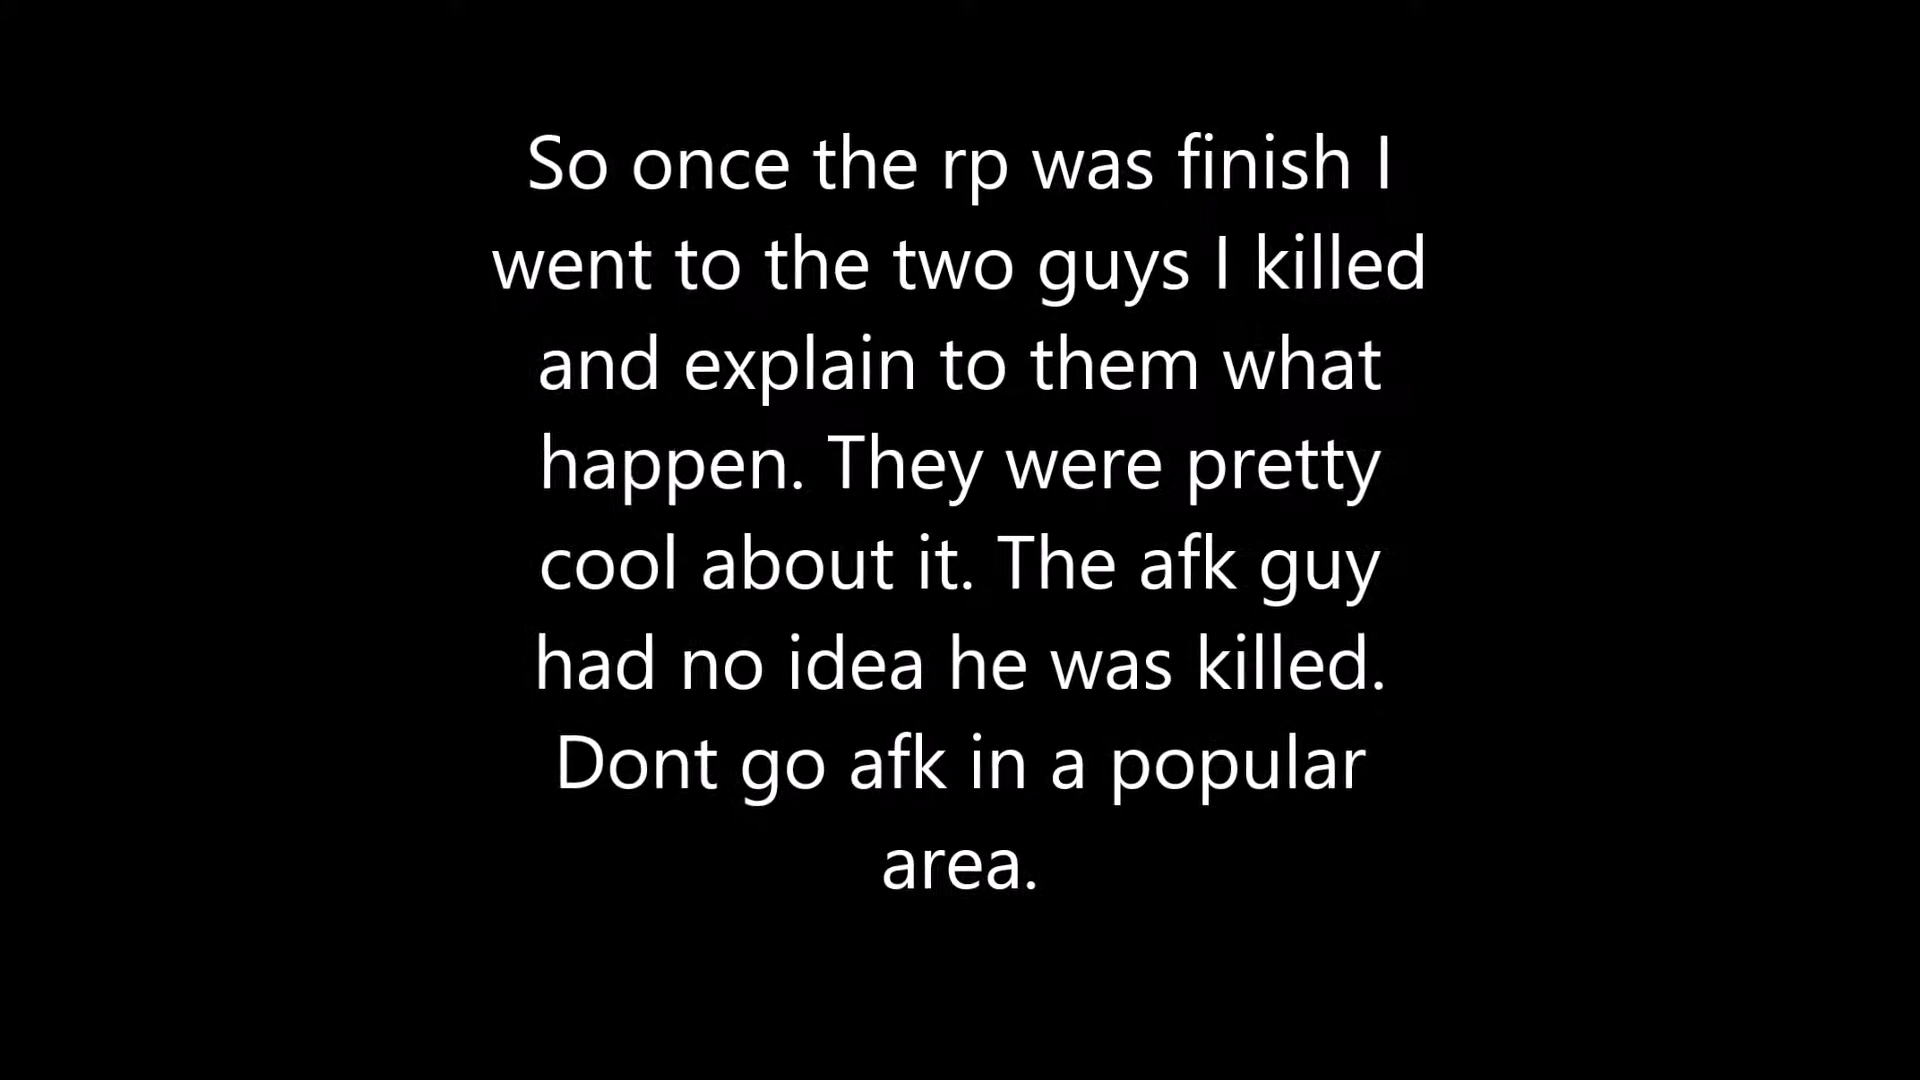 So once the rp was finish I
went to the two guys I killed
and explain to them what
happen. They were pretty
cool about it. The afk guy
had no idea he was killed.
Dont go afk in a popular
area.